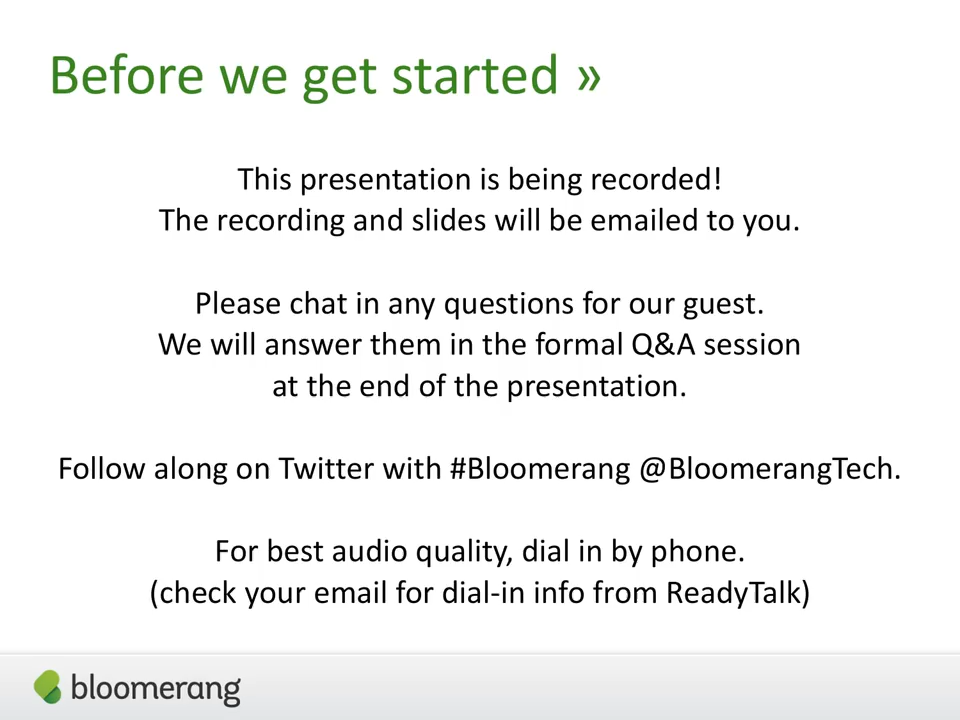 Before we get started »
This presentation is being recorded!
The recording and slides will be emailed to you.
Please chat in any questions for our guest.
We will answer them in the formal Q&A session
at the end of the presentation.
Follow along on Twitter with #Bloomerang @BloomerangTech.
For best audio quality, dial in by phone.
(check your email for dial-in info from ReadyTalk)
bloomerang